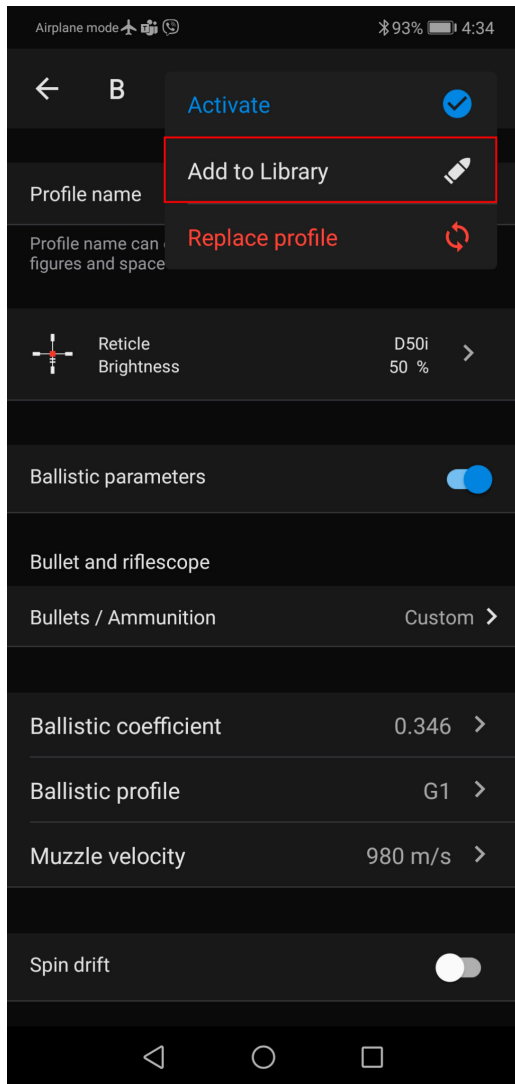 Airplane mode 93% 4:34
B
Activate
Add to Library
Profile name
Replace profile
Profile name can
figures and space
Reticle D50i
Brightness 50 %
Ballistic parameters
Bullet and riflescope
Bullets / Ammunition Custom
Ballistic coefficient 0.346
Ballistic profile G1
Muzzle velocity 980 m/s
Spin drift